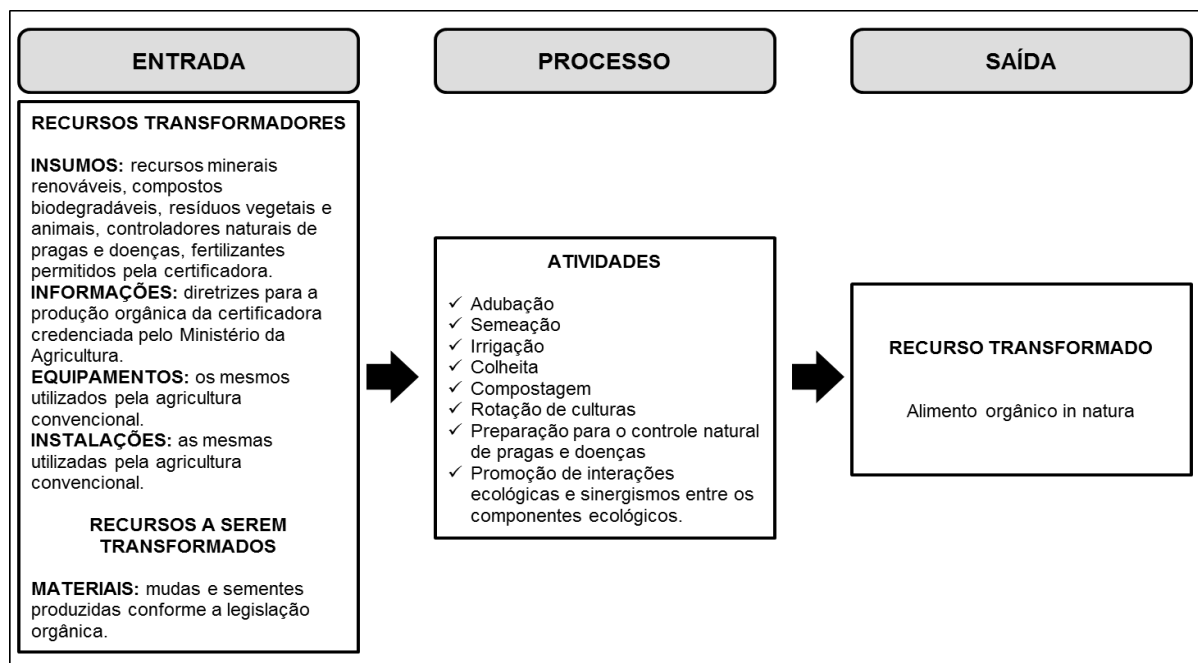 ENTRADA
RECURSOS TRANSFORMADORES
INSUMOS: recursos minerais
renováveis, compostos
biodegradáveis, resíduos vegetais e
animais, controladores naturais de
pragas e doenças, fertilizantes
permitidos pela certificadora.
INFORMAÇÕES: diretrizes para a
produção orgânica da certificadora
credenciada pelo Ministério da
Agricultura.
EQUIPAMENTOS: os mesmos
utilizados pela agricultura
convencional.
INSTALAÇÕES: as mesmas
utilizadas pela agricultura
convencional.
RECURSOS A SEREM
TRANSFORMADOS
MATERIAIS: mudas e sementes
produzidas conforme a legislação
orgânica.
PROCESSO
ATIVIDADES
✓ Adubação
✓ Semeação
✓ Irrigação
✓ Colheita
✓ Compostagem
✓ Rotação de culturas
✓ Preparação para o controle natural
de pragas e doenças
✓ Promoção de interações
ecológicas e sinergismos entre os
componentes ecológicos.
SAÍDA
RECURSO TRANSFORMADO
Alimento orgânico in natura